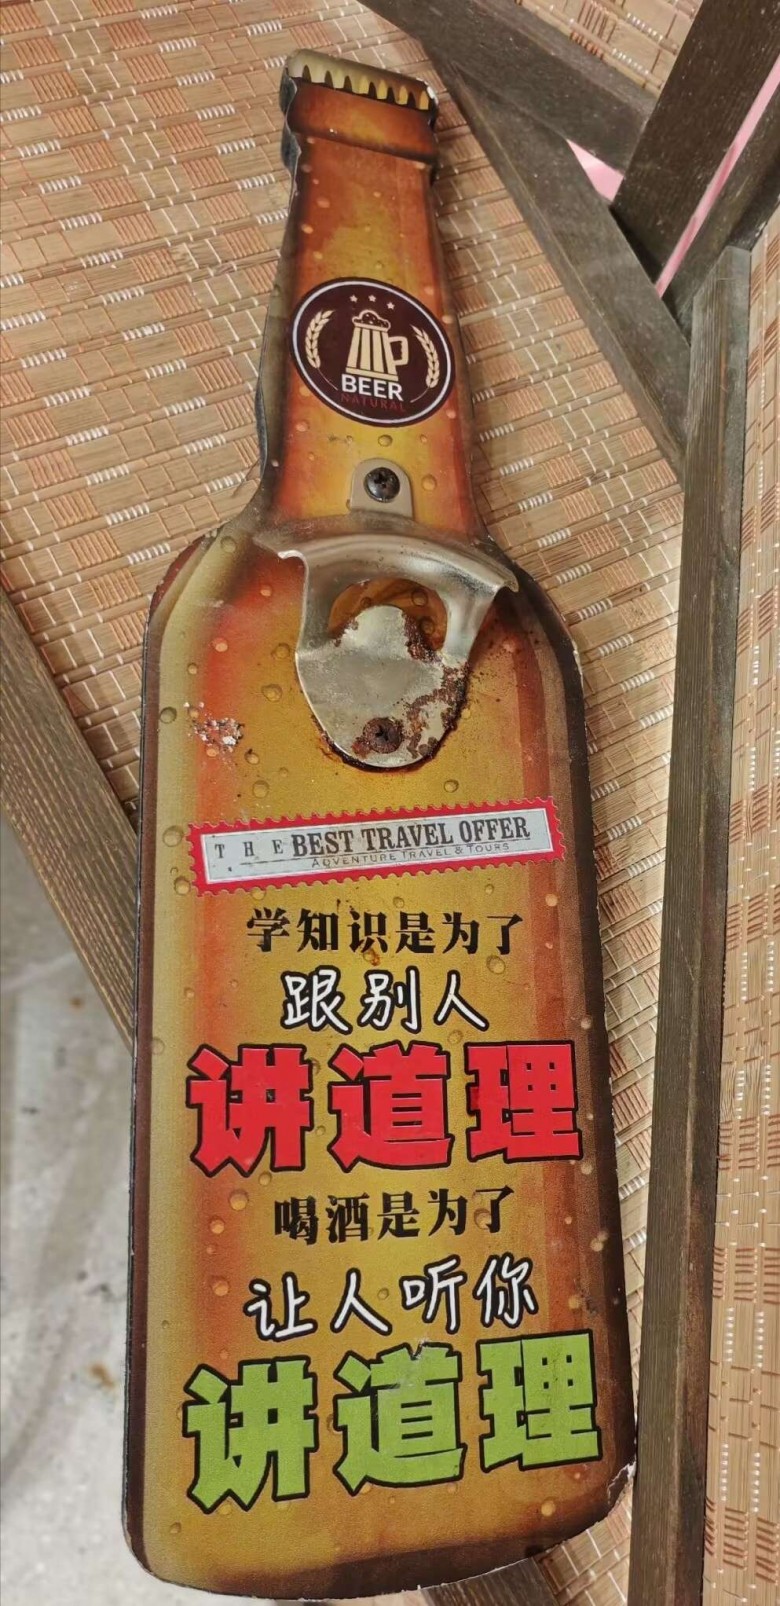 BEER
NATURAL
THE BEST TRAVEL OFFER
ADVENTURE TRAVEL & TOURS
学知识是为了
跟别人
讲道理
喝酒是为了
让人听你
讲道理